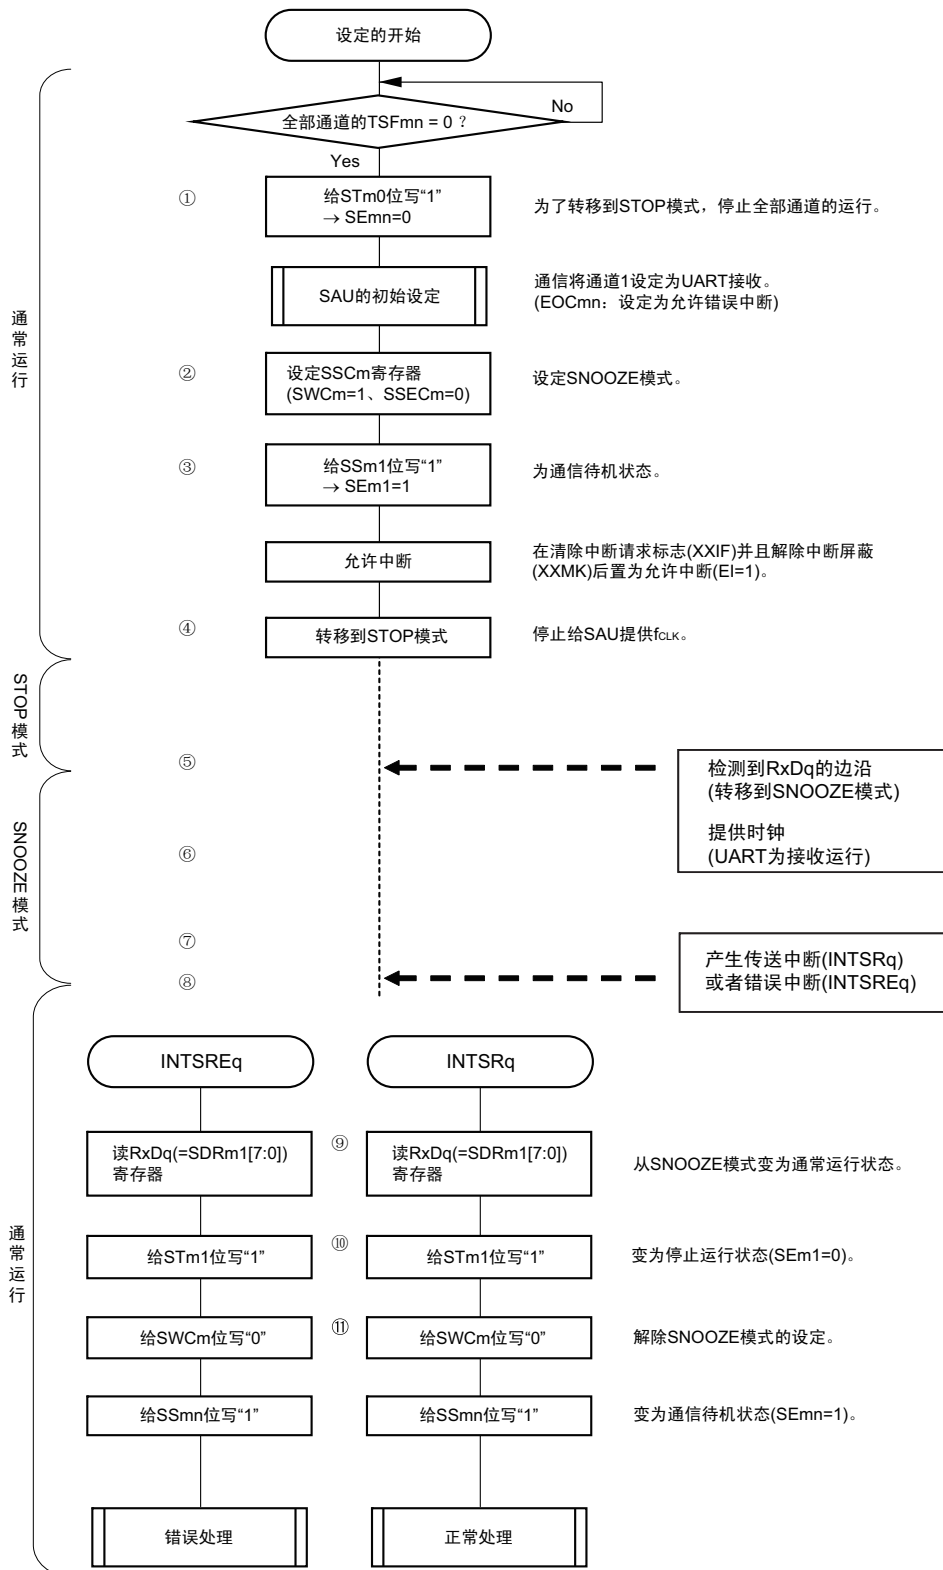 设定的开始
No
全部通道的TSFmn = 0 ?
Yes
①
给STm0位写“1”
→ SEmn=0
为了转移到STOP模式，停止全部通道的运行。
SAU的初始设定
通信将通道1设定为UART接收。
(EOCmn：设定为允许错误中断)
通常运行
②
设定SSCm寄存器
(SWCm=1、SSECm=0)
设定SNOOZE模式。
③
给SSm1位写“1”
→ SEm1=1
为通信待机状态。
允许中断
在清除中断请求标志(XXIF)并且解除中断屏蔽
(XXMK)后置为允许中断(EI=1)。
④
转移到STOP模式
停止给SAU提供fCLK。
STOP模式
⑤
检测到RxDq的边沿
(转移到SNOOZE模式)
提供时钟
(UART为接收运行)
SNOOZE模式
⑥
⑦
⑧
产生传送中断(INTSRq)
或者错误中断(INTSREq)
INTSREq
INTSRq
读RxDq(=SDRm1[7:0])
寄存器
⑨
读RxDq(=SDRm1[7:0])
寄存器
从SNOOZE模式变为通常运行状态。
通常运行
给STm1位写“1”
⑩
给STm1位写“1”
变为停止运行状态(SEm1=0)。
给SWCm位写“0”
⑪
给SWCm位写“0”
解除SNOOZE模式的设定。
给SSmn位写“1”
给SSmn位写“1”
变为通信待机状态(SEmn=1)。
错误处理
正常处理